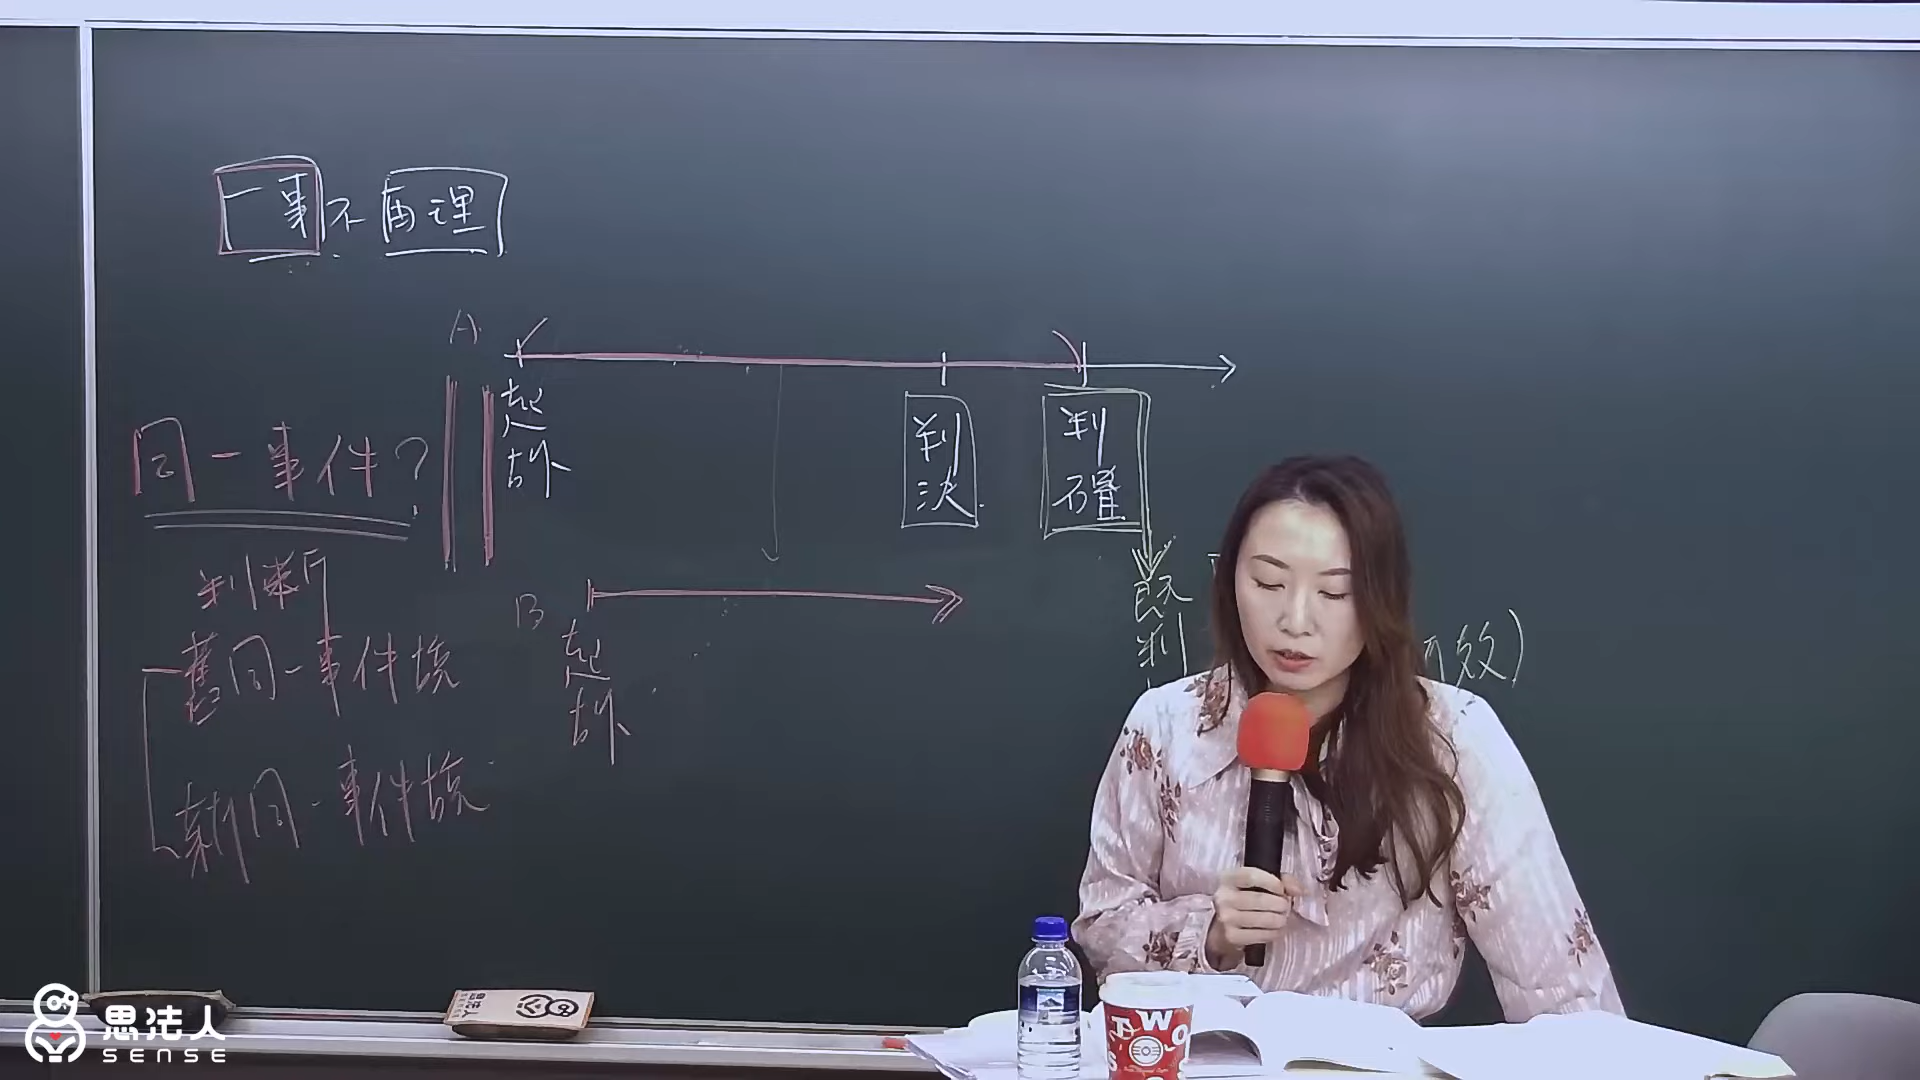 一事不再理
A
起訴
判決
判確
同一事件?
判斷
舊同一事件說
新同一事件說
B
起訴
既判
效)
思法人
SENSE